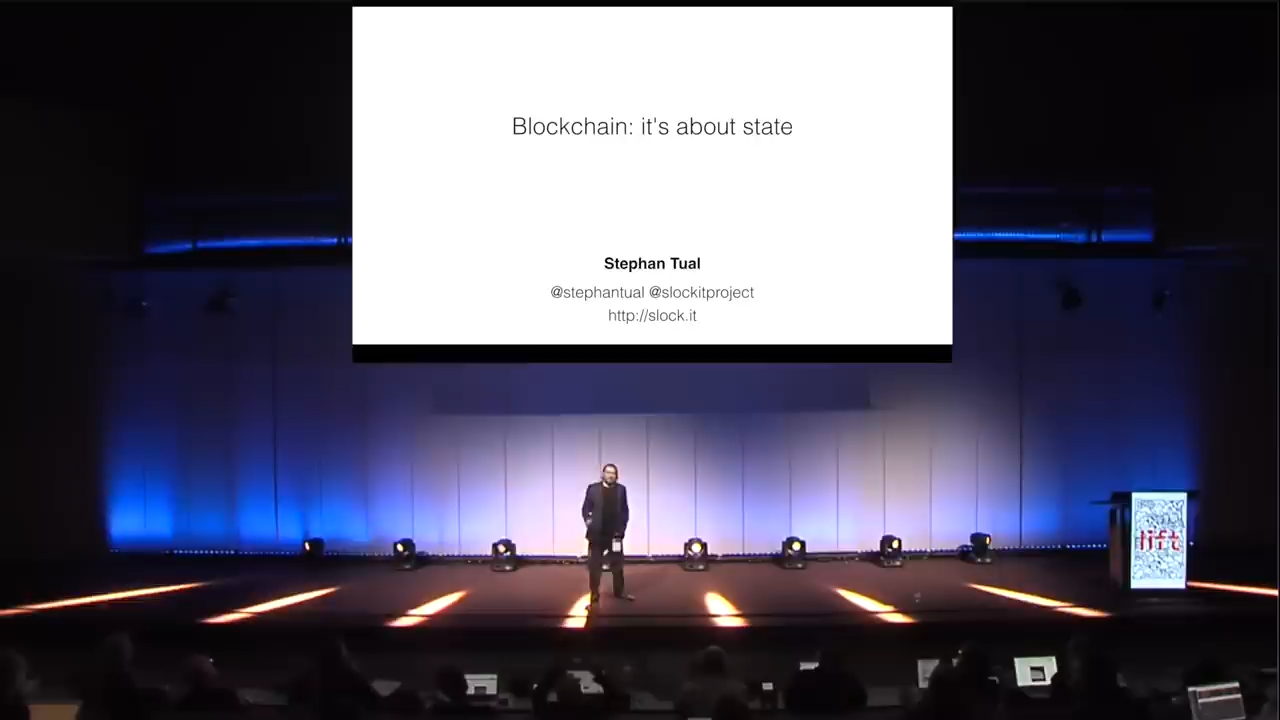 Blockchain: it's about state
Stephan Tual
@stephantual @slockitproject
http://slock.it
lift